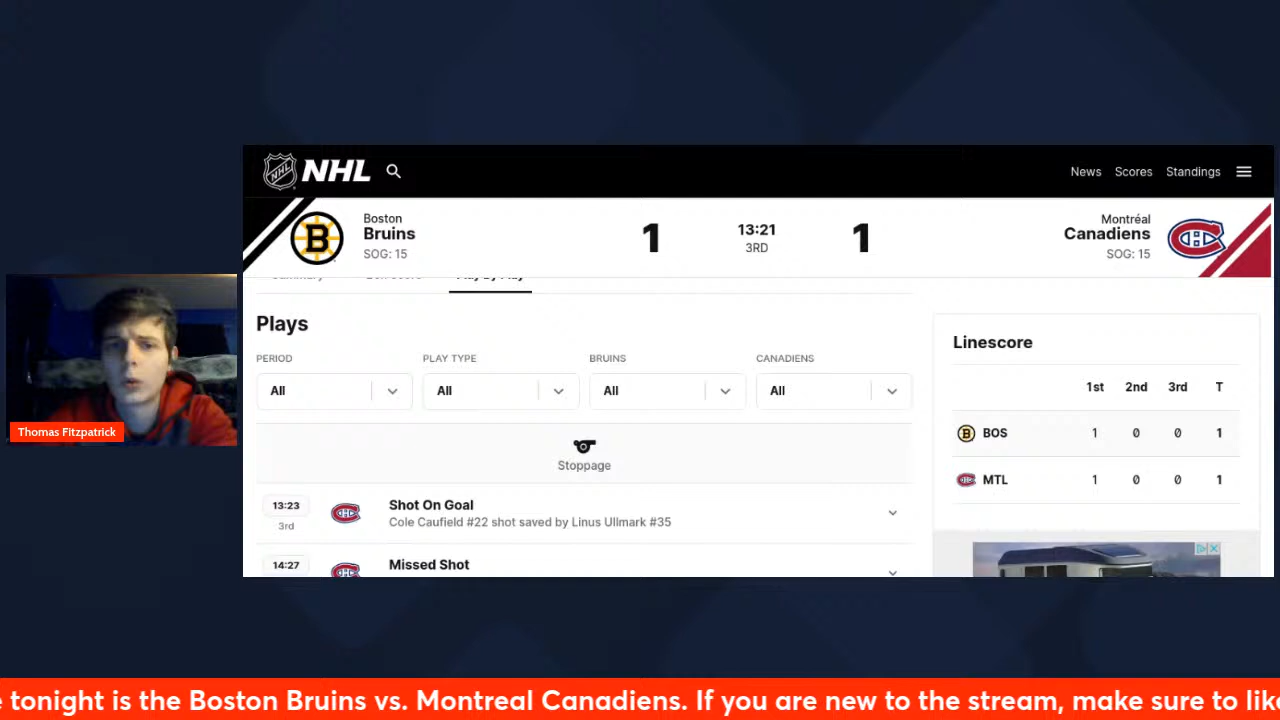 NHL
News Scores Standings
Boston
Bruins
SOG: 15
1
13:21
3RD
1
Montréal
Canadiens
SOG: 15
Play By Play
Plays
PERIOD
PLAY TYPE
BRUINS
CANADIENS
All
All
All
All
Stoppage
13:23
3rd
Shot On Goal
Cole Caufield #22 shot saved by Linus Ullmark #35
14:27
Missed Shot
Linescore
1st 2nd 3rd T
BOS 1 0 0 1
MTL 1 0 0 1
Thomas Fitzpatrick
tonight is the Boston Bruins vs. Montreal Canadiens. If you are new to the stream, make sure to like